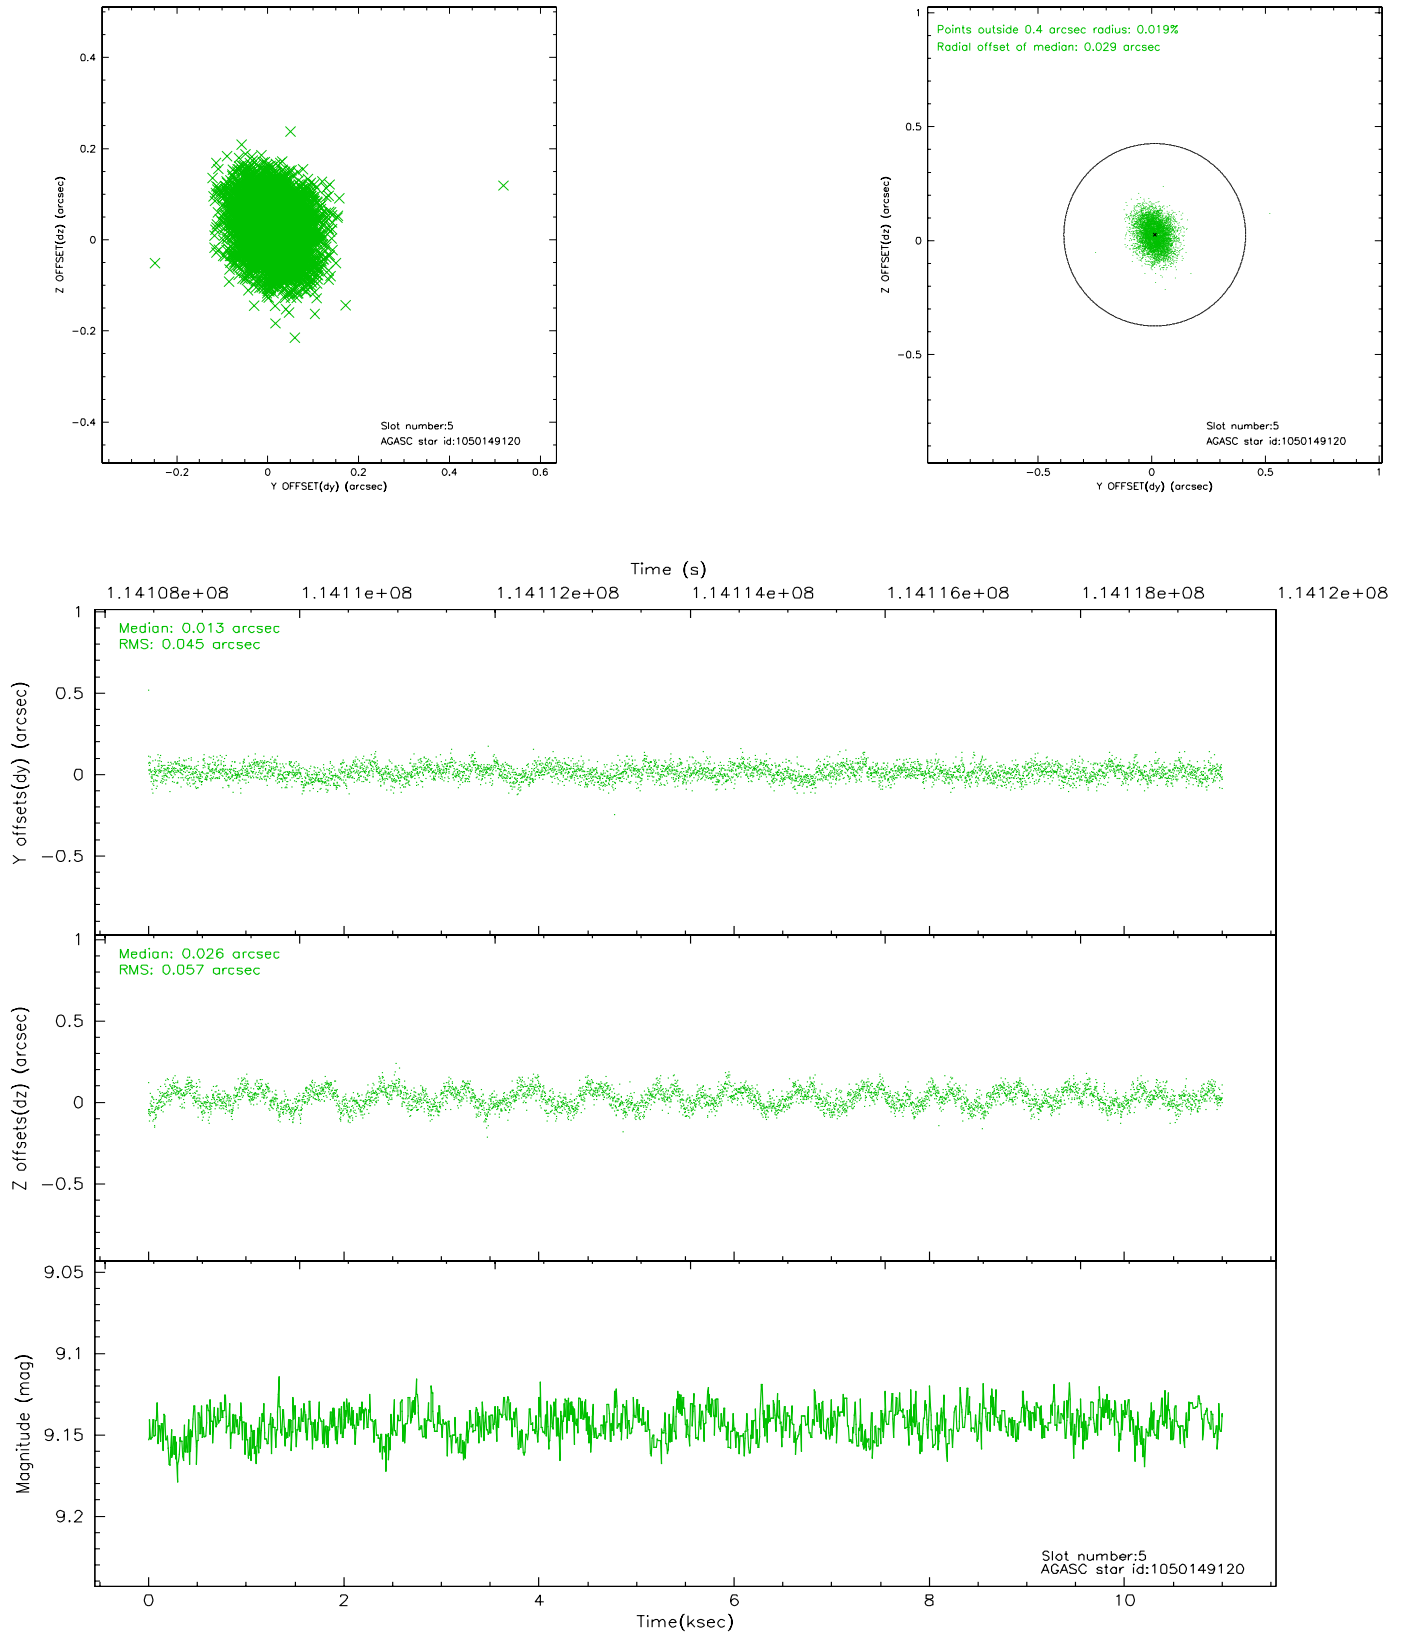 0.4
0.2
0
−0.2
−0.4
Z OFFSET(dz) (arcsec)
Slot number:5
AGASC star id:1050149120
−0.2
0
0.2
0.4
0.6
Y OFFSET(dy) (arcsec)
1
0.5
0
−0.5
Z OFFSET(dz) (arcsec)
Points outside 0.4 arcsec radius: 0.019%
Radial offset of median: 0.029 arcsec
Slot number:5
AGASC star id:1050149120
−0.5
0
0.5
1
Y OFFSET(dy) (arcsec)
Time (s)
1.14108e+08
1.1411e+08
1.14112e+08
1.14114e+08
1.14116e+08
1.14118e+08
1.1412e+08
1
0.5
0
−0.5
Y offsets(dy) (arcsec)
Median: 0.013 arcsec
RMS: 0.045 arcsec
1
0.5
0
−0.5
Z offsets(dz) (arcsec)
Median: 0.026 arcsec
RMS: 0.057 arcsec
9.05
9.1
9.15
9.2
Magnitude (mag)
Slot number:5
AGASC star id:1050149120
0
2
4
6
8
10
Time(ksec)